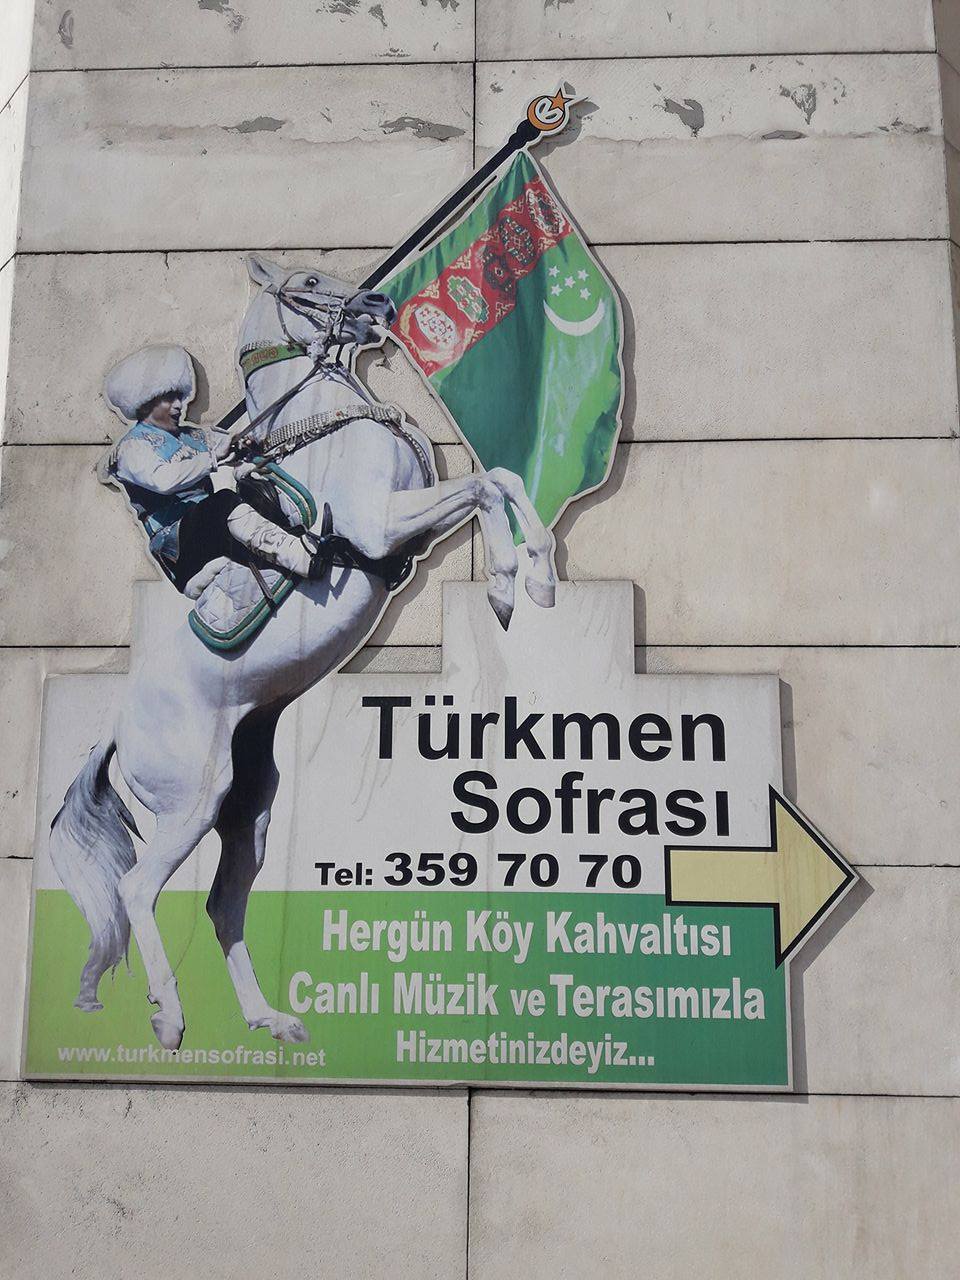 Türkmen
Sofrası
Tel: 359 70 70
Hergün Köy Kahvaltısı
Canlı Müzik ve Terasımızla
Hizmetinizdeyiz...
www.turkmensofrasi.net